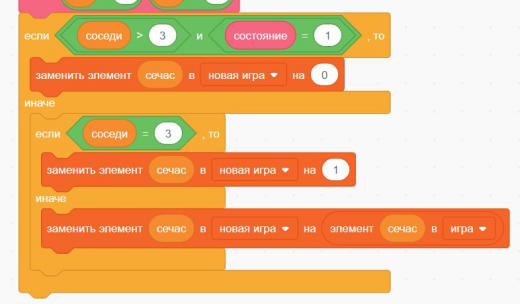 если соседи > 3 и состояние = 1 , то
заменить элемент сечас в новая игра на 0
иначе
если соседи = 3 , то
заменить элемент сечас в новая игра на 1
иначе
заменить элемент сечас в новая игра на элемент сечас в игра